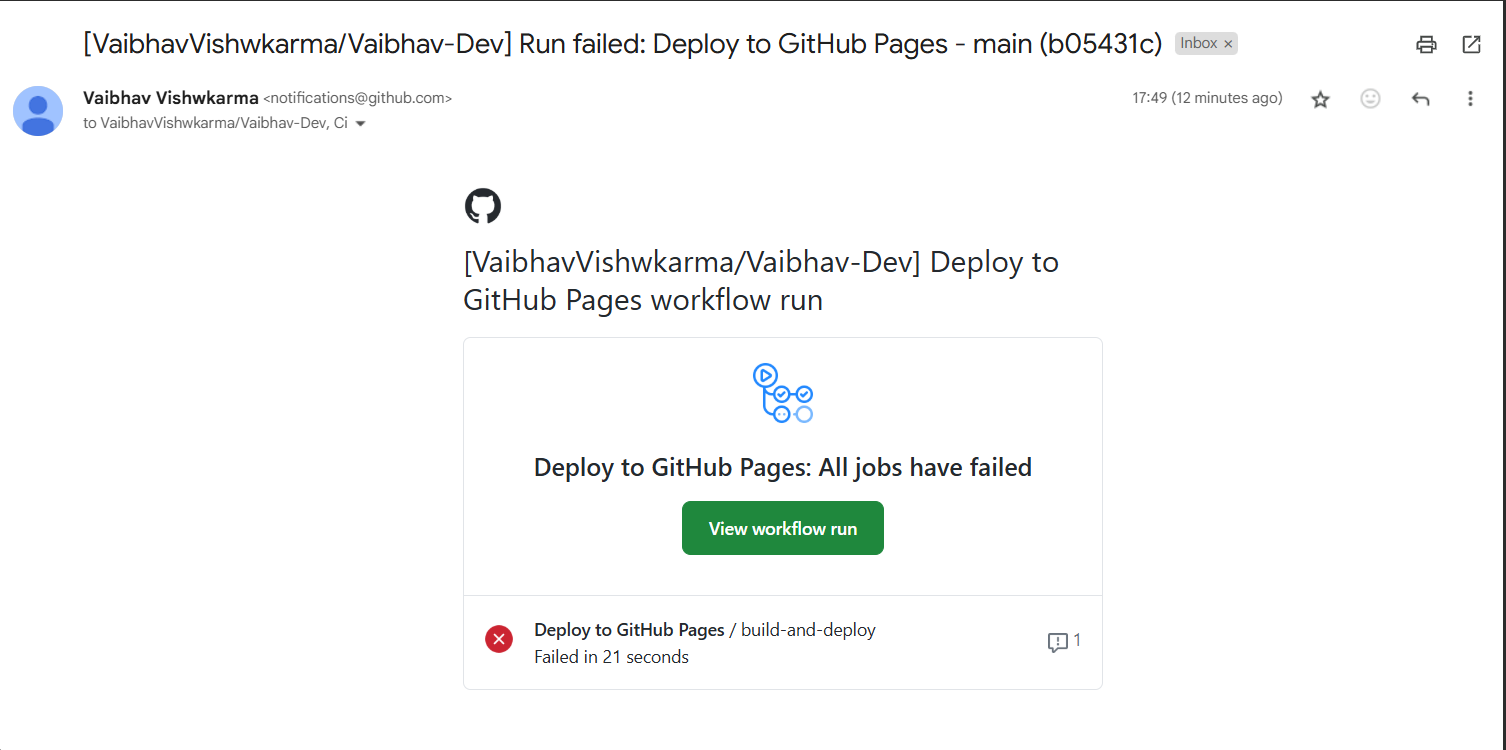 [VaibhavVishwkarma/Vaibhav-Dev] Run failed: Deploy to GitHub Pages - main (b05431c) Inbox ×
Vaibhav Vishwkarma <notifications@github.com> 17:49 (12 minutes ago)
to VaibhavVishwkarma/Vaibhav-Dev, Ci
[VaibhavVishwkarma/Vaibhav-Dev] Deploy to
GitHub Pages workflow run
Deploy to GitHub Pages: All jobs have failed
View workflow run
Deploy to GitHub Pages / build-and-deploy
Failed in 21 seconds
1